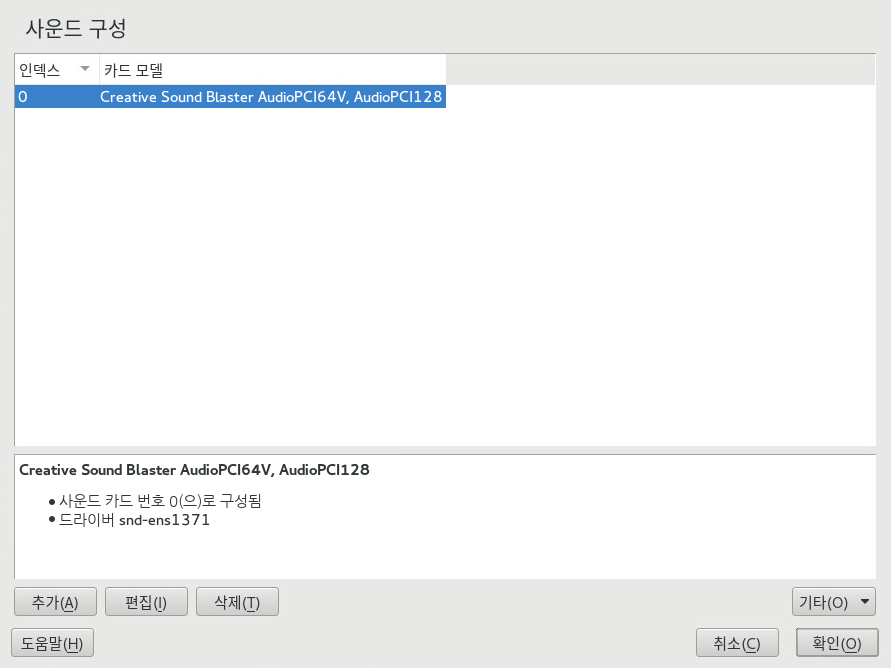 사운드 구성
인덱스 카드 모델
0 Creative Sound Blaster AudioPCI64V, AudioPCI128
Creative Sound Blaster AudioPCI64V, AudioPCI128
• 사운드 카드 번호 0(으)로 구성됨
• 드라이버 snd-ens1371
추가(A) 편집(I) 삭제(T) 기타(O)
도움말(H) 취소(C) 확인(O)